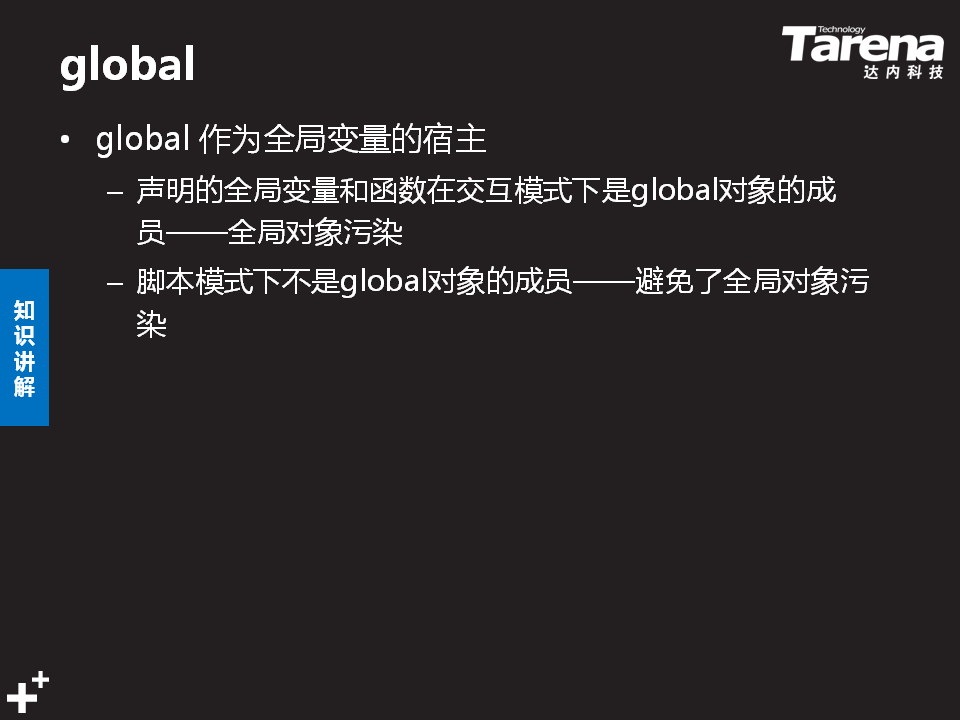 global
Technology
Tarena
达内科技
• global 作为全局变量的宿主
– 声明的全局变量和函数在交互模式下是global对象的成
员——全局对象污染
– 脚本模式下不是global对象的成员——避免了全局对象污
染
知
识
讲
解